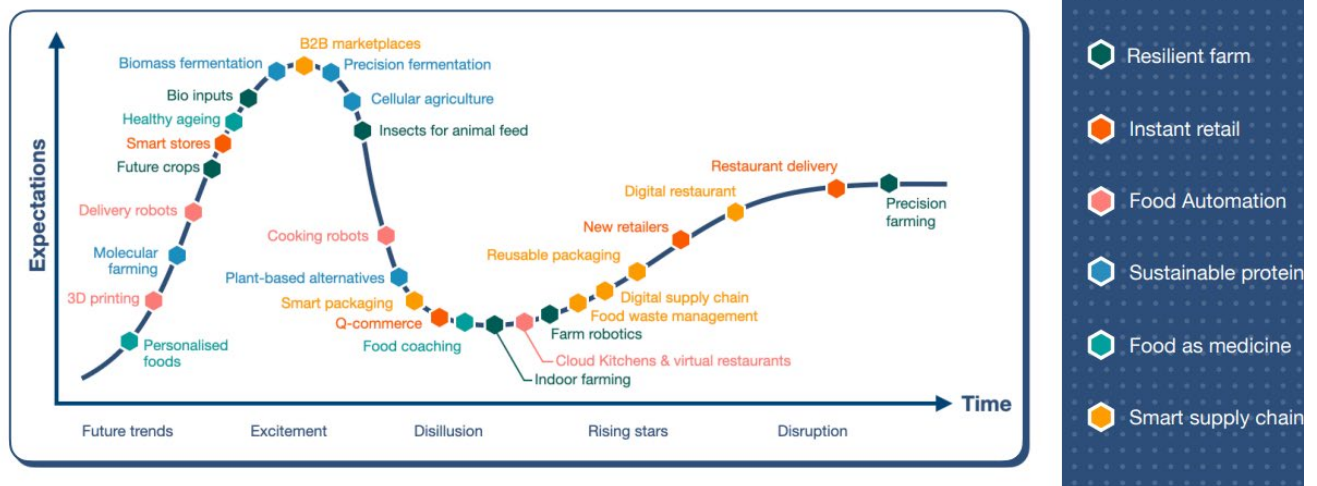 B2B marketplaces
Biomass fermentation
Precision fermentation
Bio inputs
Cellular agriculture
Healthy ageing
Insects for animal feed
Smart stores
Future crops
Delivery robots
Molecular
farming
3D printing
Personalised
foods
Cooking robots
Plant-based alternatives
Smart packaging
Q-commerce
Food coaching
Indoor farming
Cloud Kitchens & virtual restaurants
Farm robotics
Food waste management
Digital supply chain
Reusable packaging
New retailers
Digital restaurant
Restaurant delivery
Precision
farming
Expectations
Time
Future trends
Excitement
Disillusion
Rising stars
Disruption
Resilient farm
Instant retail
Food Automation
Sustainable protein
Food as medicine
Smart supply chain